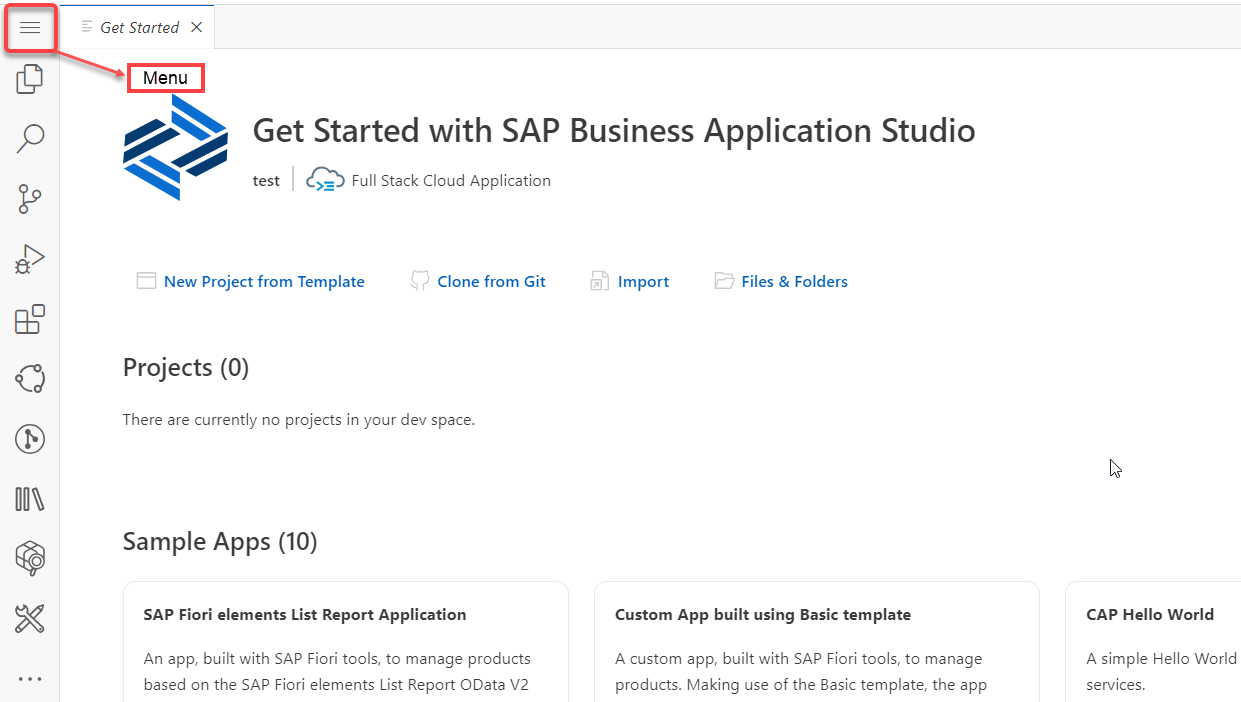 Get Started
Menu
Get Started with SAP Business Application Studio
test
Full Stack Cloud Application
New Project from Template
Clone from Git
Import
Files & Folders
Projects (0)
There are currently no projects in your dev space.
Sample Apps (10)
SAP Fiori elements List Report Application
An app, built with SAP Fiori tools, to manage products
based on the SAP Fiori elements List Report OData V2
Custom App built using Basic template
A custom app, built with SAP Fiori tools, to manage
products. Making use of the Basic template, the app
CAP Hello World
A simple Hello World
services.